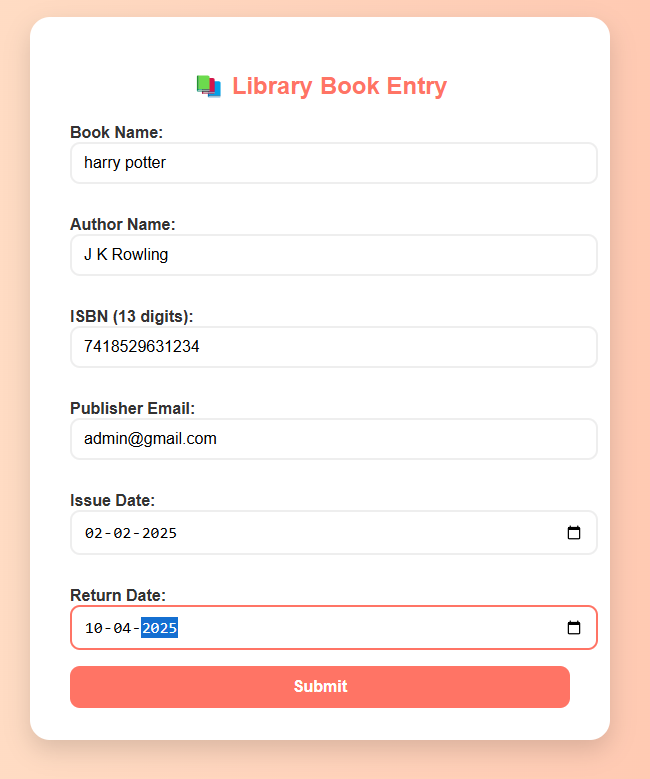 Library Book Entry
Book Name:
harry potter
Author Name:
J K Rowling
ISBN (13 digits):
7418529631234
Publisher Email:
admin@gmail.com
Issue Date:
02-02-2025
Return Date:
10-04-2025
Submit